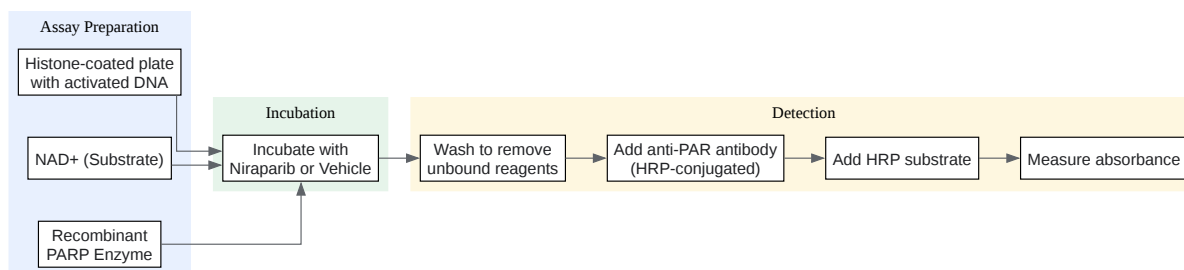 Assay Preparation
Histone-coated plate
with activated DNA
NAD+ (Substrate)
Recombinant
PARP Enzyme
Incubation
Incubate with
Niraparib or Vehicle
Detection
Wash to remove
unbound reagents
Add anti-PAR antibody
(HRP-conjugated)
Add HRP substrate
Measure absorbance